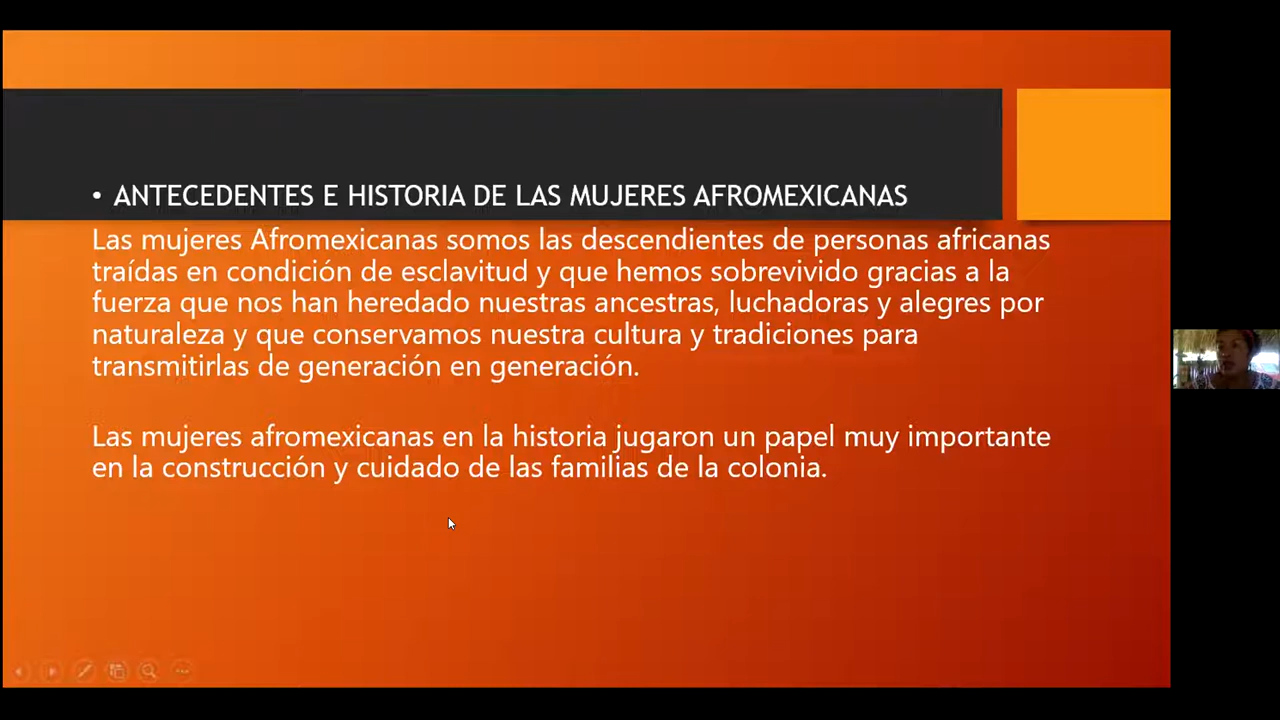 • ANTECEDENTES E HISTORIA DE LAS MUJERES AFROMEXICANAS
Las mujeres Afromexicanas somos las descendientes de personas africanas
traídas en condición de esclavitud y que hemos sobrevivido gracias a la
fuerza que nos han heredado nuestras ancestras, luchadoras y alegres por
naturaleza y que conservamos nuestra cultura y tradiciones para
transmitirlas de generación en generación.
Las mujeres afromexicanas en la historia jugaron un papel muy importante
en la construcción y cuidado de las familias de la colonia.